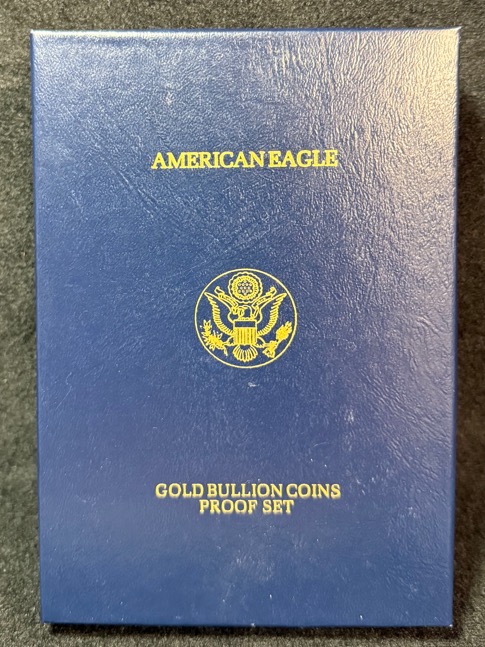 AMERICAN EAGLE
GOLD BULLION COINS
PROOF SET